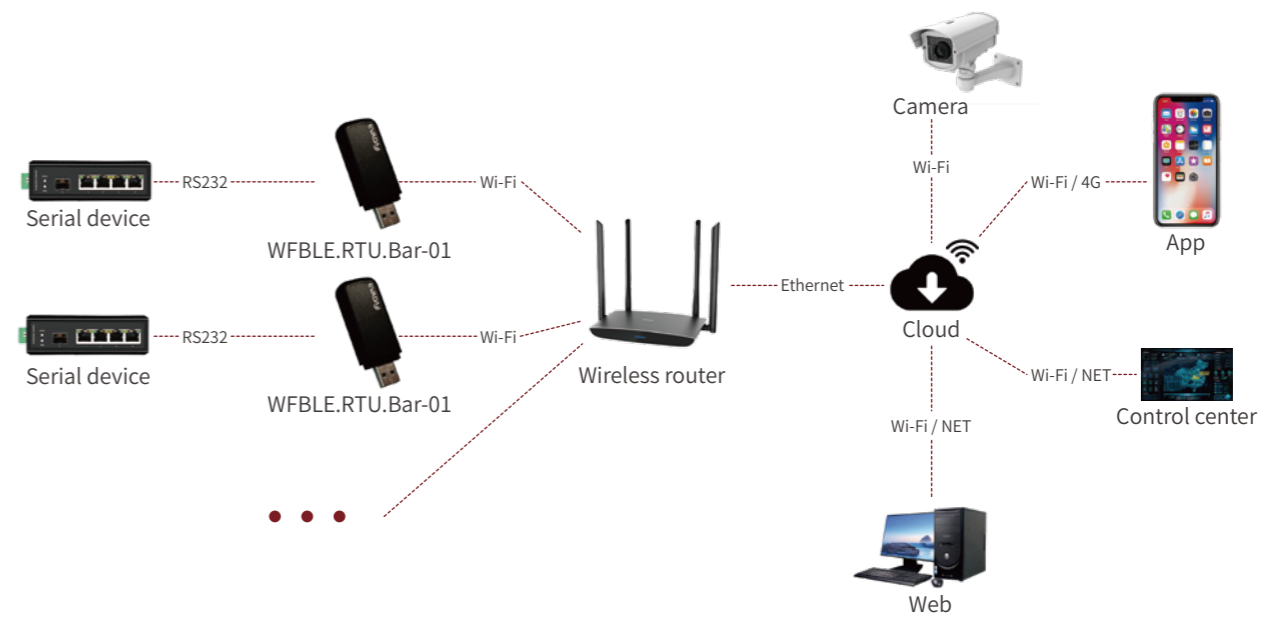 Camera
Wi-Fi
Wi-Fi / 4G
App
RS232
Wi-Fi
Serial device
WFBLE.RTU.Bar-01
Ethernet
Cloud
RS232
Wi-Fi
Serial device
WFBLE.RTU.Bar-01
Wireless router
Wi-Fi / NET
Control center
Wi-Fi / NET
Web